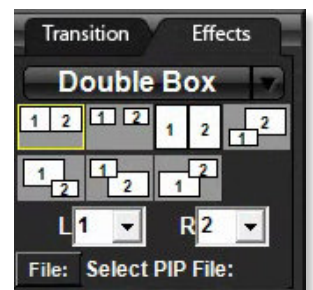 Transition Effects
Double Box
1 2 1 2 1 2 1 2
1 2 1 2 1 2
L 1 R 2
File: Select PIP File: